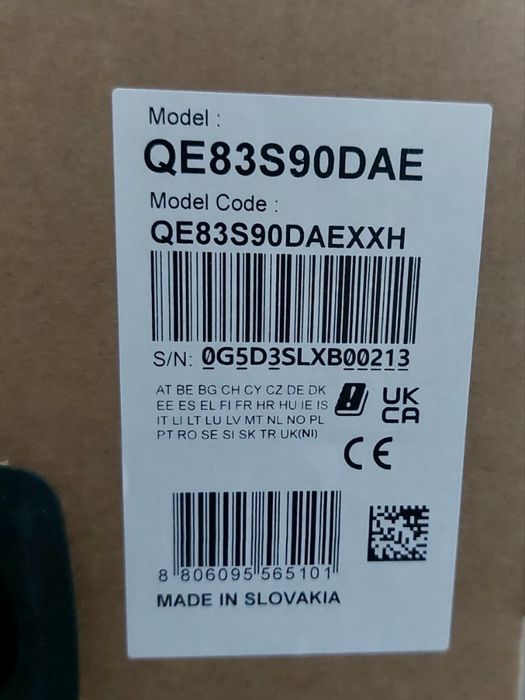 Model :
QE83S90DAE
Model Code :
QE83S90DAEXXH
S/N: 0G5D3SLXB00213
AT BE BG CH CY CZ DE DK
EE ES EL FI FR HR HU IE IS
IT LI LT LU LV MT NL NO PL
PT RO SE SI SK TR UK(NI)
UK
CA
CE
8 806095 565101
MADE IN SLOVAKIA